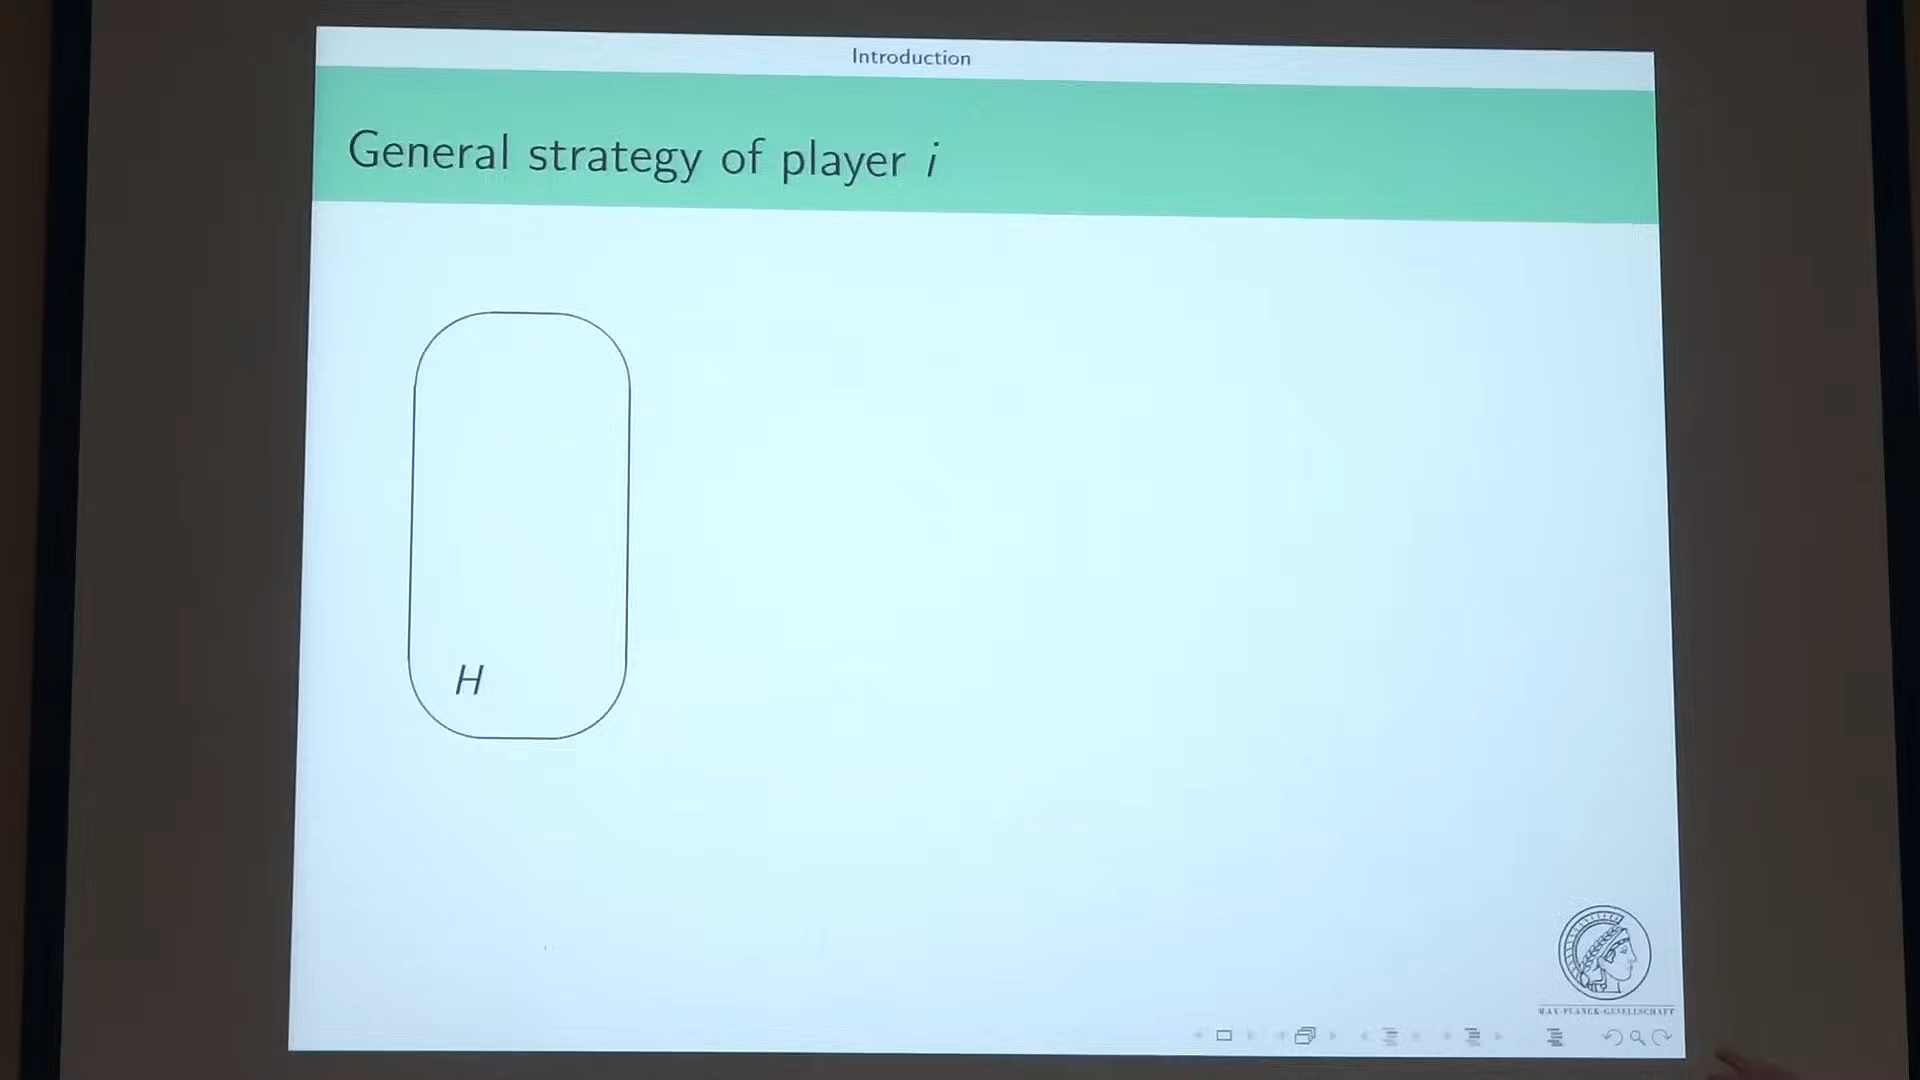 Introduction
General strategy of player i
H
MAX-PLANCK-GESELLSCHAFT